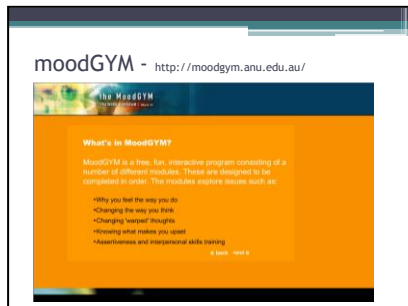 moodGYM - http://moodgym.anu.edu.au/
the MoodGYM
What's in MoodGYM?
MoodGYM is a free, fun, interactive program consisting of a
number of different modules. These are designed to be
completed in order. The modules explore issues such as:
•Why you feel the way you do
•Changing the way you think
•Changing 'warped' thoughts
•Knowing what makes you upset
•Assertiveness and interpersonal skills training
back next